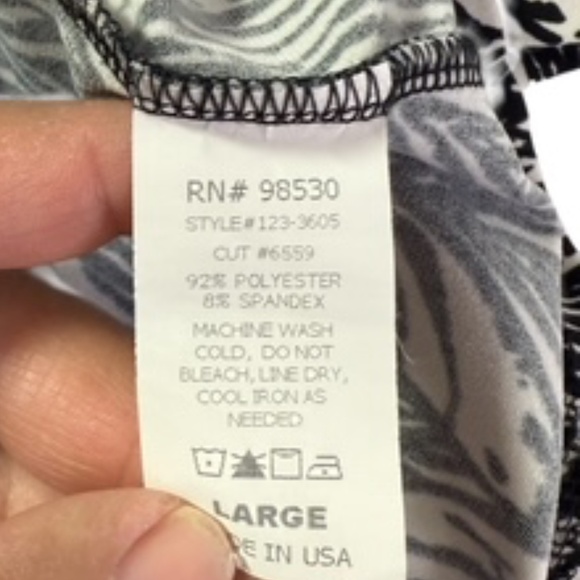 RN# 98530
STYLE#123-3605
CUT #6559
92% POLYESTER
8% SPANDEX
MACHINE WASH
COLD, DO NOT
BLEACH, LINE DRY,
COOL IRON AS
NEEDED
LARGE
DE IN USA